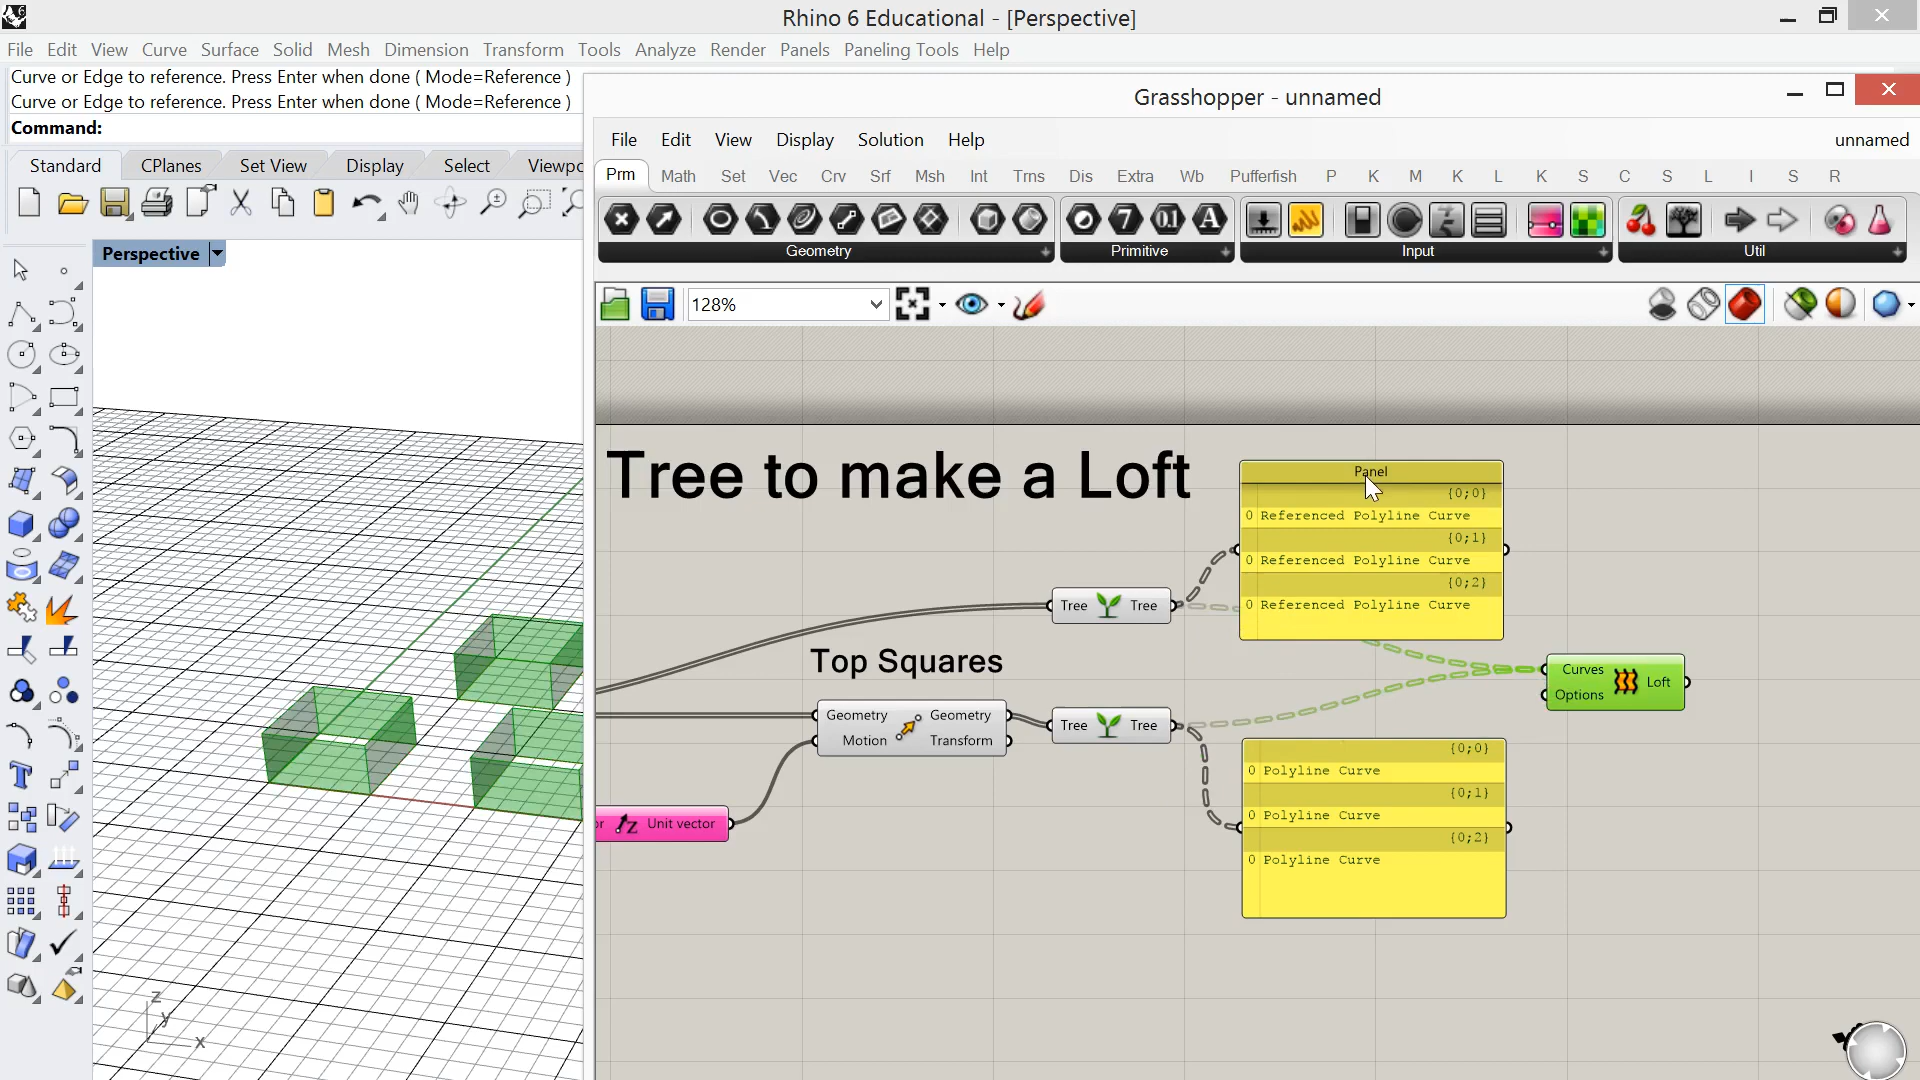 Rhino 6 Educational - [Perspective]
File Edit View Curve Surface Solid Mesh Dimension Transform Tools Analyze Render Panels Paneling Tools Help
Curve or Edge to reference. Press Enter when done ( Mode=Reference )
Curve or Edge to reference. Press Enter when done ( Mode=Reference )
Command:
Standard CPlanes Set View Display Select Viewpo
Perspective
Grasshopper - unnamed
File Edit View Display Solution Help unnamed
Prm Math Set Vec Crv Srf Msh Int Trns Dis Extra Wb Pufferfish P K M K L K S C S L I S R
Geometry Primitive Input Util
128%
Tree to make a Loft
Panel
{0;0}
0 Referenced Polyline Curve
{0;1}
0 Referenced Polyline Curve
{0;2}
0 Referenced Polyline Curve
Tree Tree
Top Squares
Geometry Geometry
Motion Transform
Tree Tree
Curves Loft
Options
{0;0}
0 Polyline Curve
{0;1}
0 Polyline Curve
{0;2}
0 Polyline Curve
or Unit vector
z
y
x